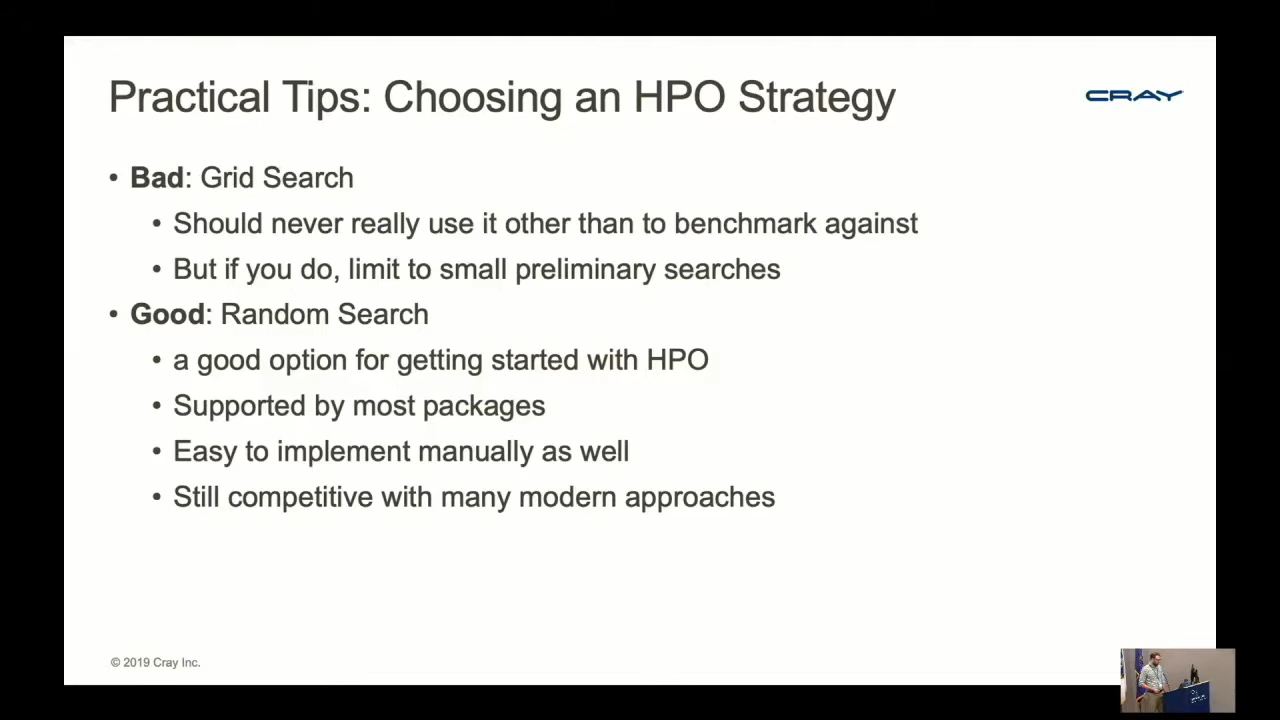 Practical Tips: Choosing an HPO Strategy
CRAY
• Bad: Grid Search
• Should never really use it other than to benchmark against
• But if you do, limit to small preliminary searches
• Good: Random Search
• a good option for getting started with HPO
• Supported by most packages
• Easy to implement manually as well
• Still competitive with many modern approaches
© 2019 Cray Inc.